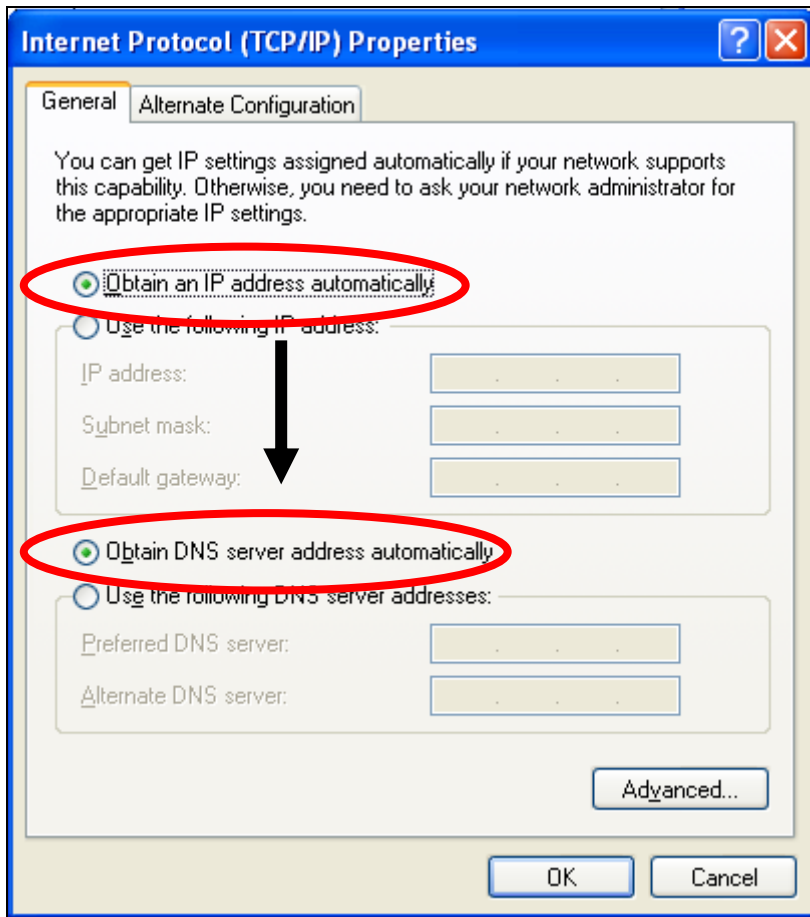 Internet Protocol (TCP/IP) Properties
General
Alternate Configuration
You can get IP settings assigned automatically if your network supports
this capability. Otherwise, you need to ask your network administrator for
the appropriate IP settings.
Obtain an IP address automatically
Use the following IP address:
IP address:
Subnet mask:
Default gateway:
Obtain DNS server address automatically
Use the following DNS server addresses:
Preferred DNS server:
Alternate DNS server:
Advanced...
OK
Cancel